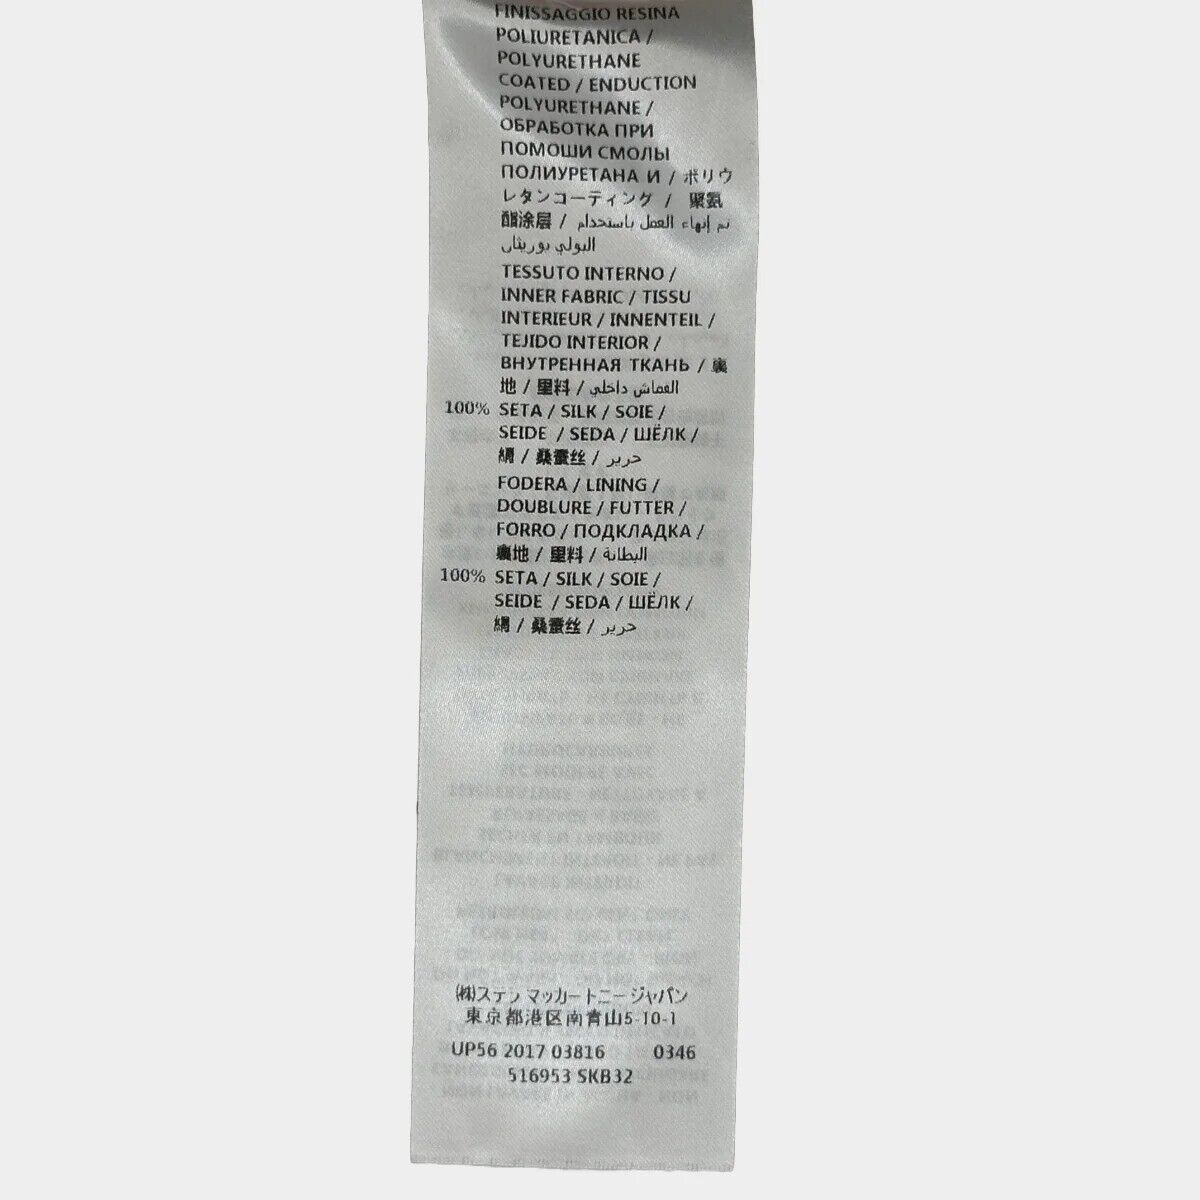 FINISSAGGIO RESINA
POLIURETANICA /
POLYURETHANE
COATED / ENDUCTION
POLYURETHANE /
ОБРАБОТКА ПРИ
ПОМОШИ СМОЛЫ
ПОЛИУРЕТАНА И / ポリウ
レタンコーティング / 聚氨
酯涂层 / تم إنهاء العمل باستخدام
البولي يوريثان
TESSUTO INTERNO /
INNER FABRIC / TISSU
INTERIEUR / INNENTEIL /
TEJIDO INTERIOR /
ВНУТРЕННАЯ ТКАНЬ / 裏
地 / 里料 / القماش داخلي
100% SETA / SILK / SOIE /
SEIDE / SEDA / ШЁЛК /
絹 / 桑蚕丝 / حرير
FODERA / LINING /
DOUBLURE / FUTTER /
FORRO / ПОДКЛАДКА /
裏地 / 里料 / البطانة
100% SETA / SILK / SOIE /
SEIDE / SEDA / ШЁЛК /
絹 / 桑蚕丝 / حرير
㈱ステラ マッカートニー ジャパン
東京都港区南青山5-10-1
UP56 2017 03816 0346
516953 SKB32